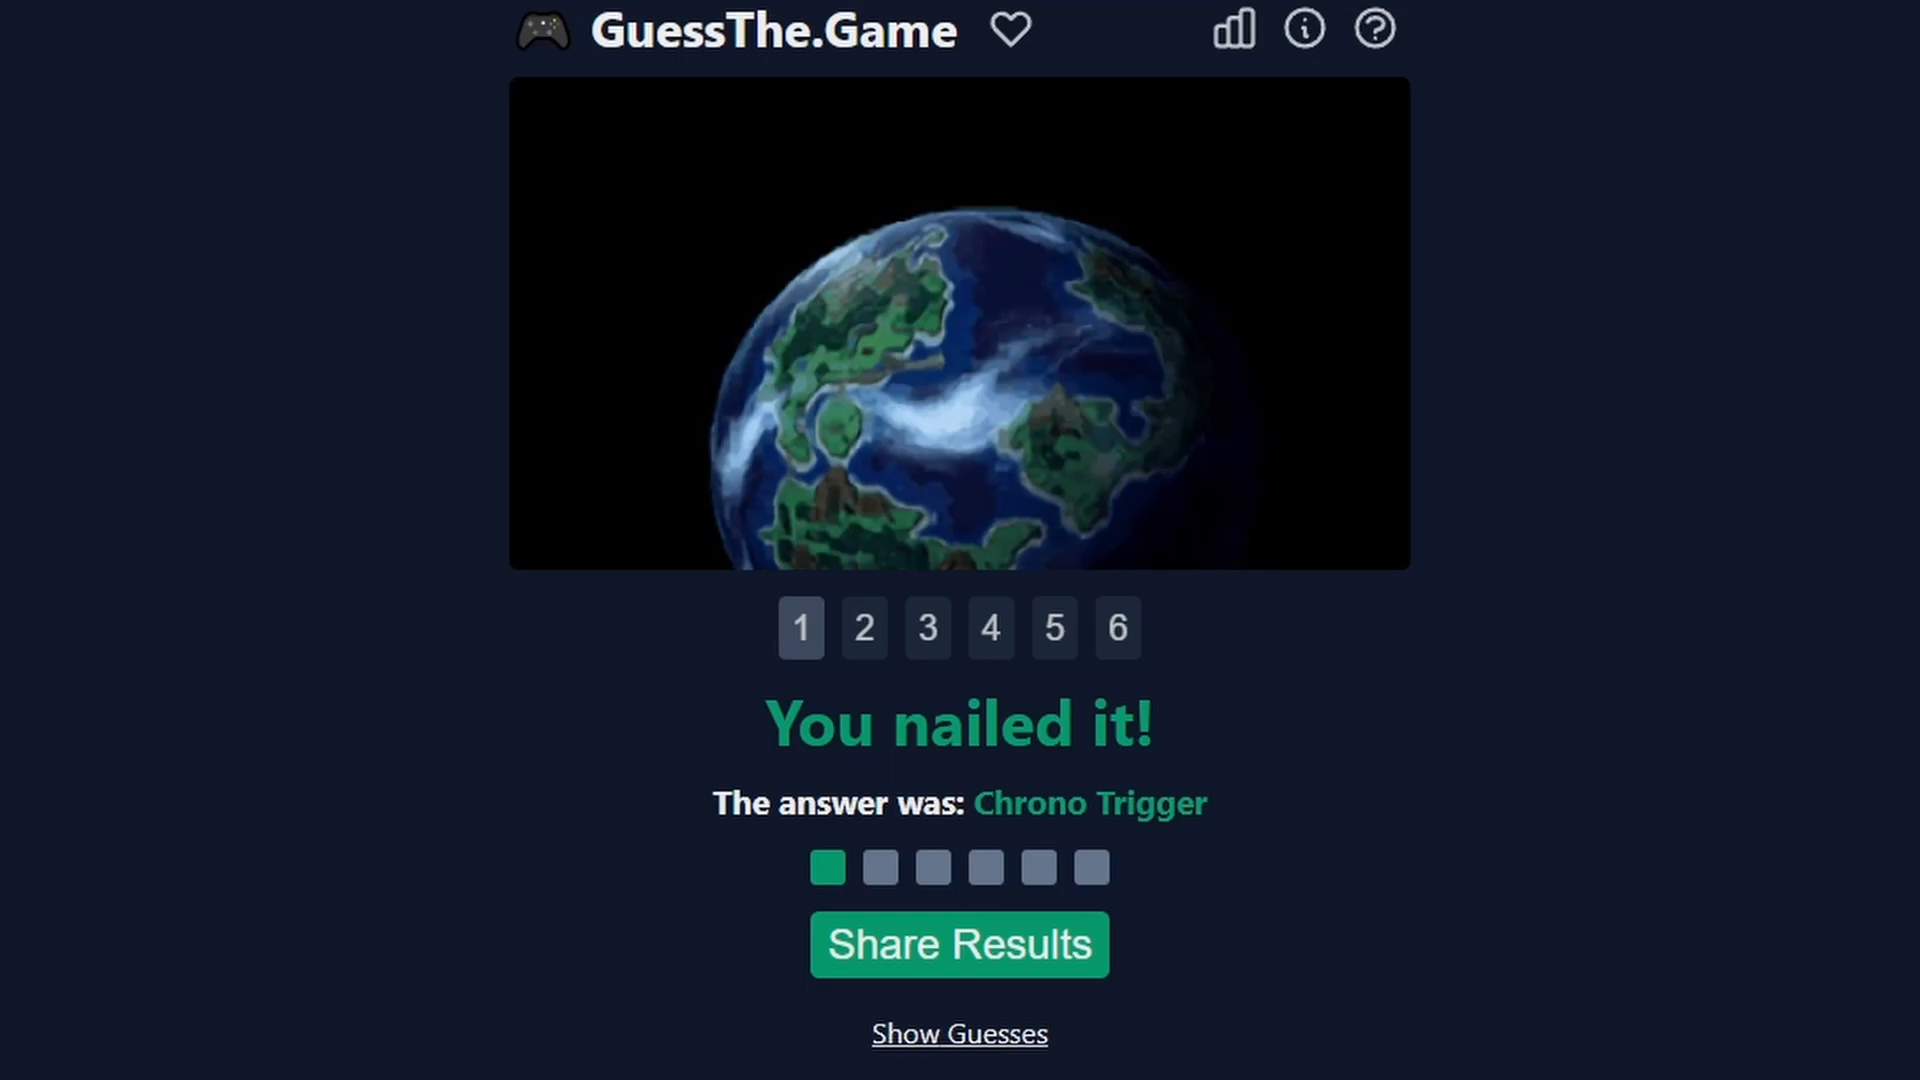 GuessThe.Game
1 2 3 4 5 6
You nailed it!
The answer was: Chrono Trigger
Share Results
Show Guesses